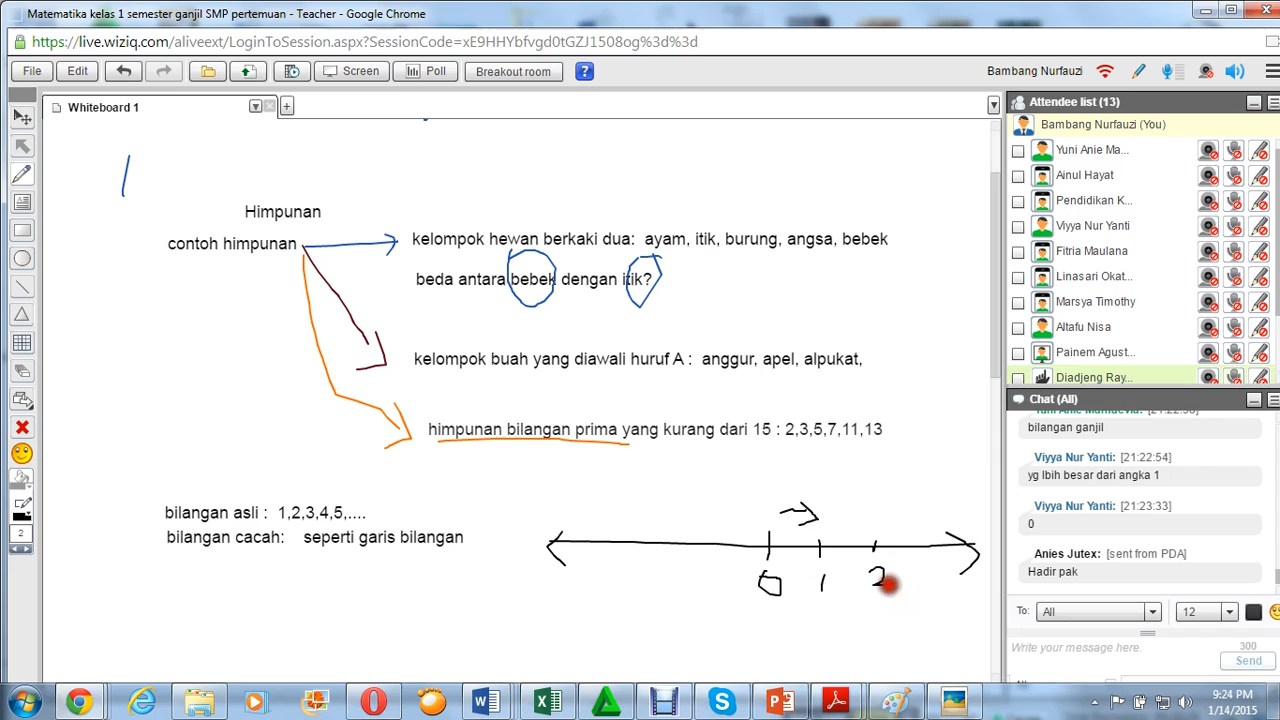 Matematika kelas 1 semester ganjil SMP pertemuan - Teacher - Google Chrome
https://live.wiziq.com/aliveext/LoginToSession.aspx?SessionCode=xE9HHYbfvgd0tGZJ1508og%3d%3d
File Edit Screen Poll Breakout room ? Bambang Nurfauzi
Whiteboard 1
Himpunan
contoh himpunan
kelompok hewan berkaki dua: ayam, itik, burung, angsa, bebek
beda antara bebek dengan itik?
kelompok buah yang diawali huruf A : anggur, apel, alpukat,
himpunan bilangan prima yang kurang dari 15 : 2,3,5,7,11,13
bilangan asli : 1,2,3,4,5,....
bilangan cacah: seperti garis bilangan
0 1 2
2
Attendee list (13)
Bambang Nurfauzi (You)
Yuni Anie Ma...
Ainul Hayat
Pendidikan K...
Viyya Nur Yanti
Fitria Maulana
Linasari Okat...
Marsya Timothy
Altafu Nisa
Painem Agust...
Diadjeng Ray...
Chat (All)
bilangan ganjil
Viyya Nur Yanti [21:22:54]
yg lbih besar dari angka 1
Viyya Nur Yanti [21:23:33]
0
Anies Jutex: [sent from PDA]
Hadir pak
To: All 12
Write your message here.
300
Send
9:24 PM
1/14/2015